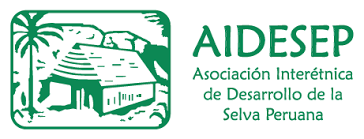 AIDESEP
Asociación Interétnica
de Desarrollo de la
Selva Peruana